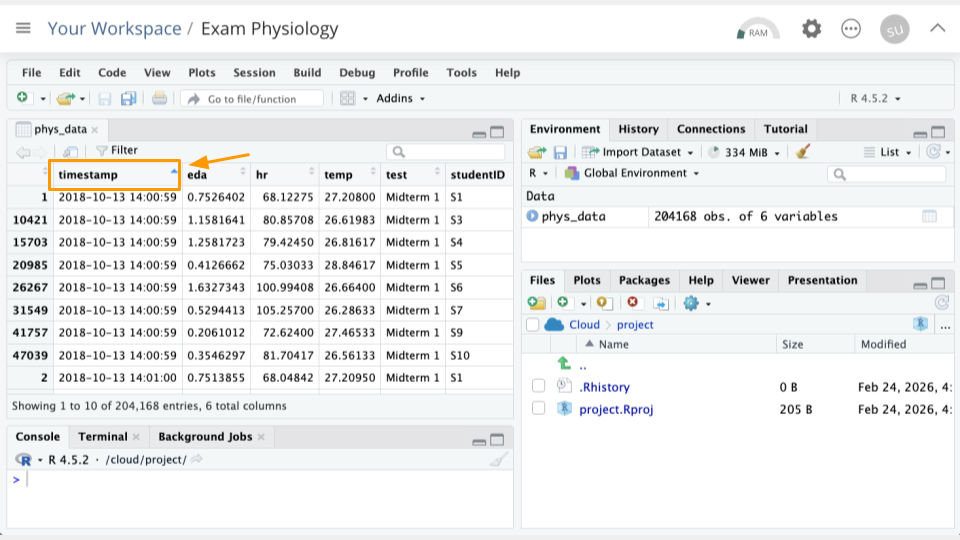 Your Workspace / Exam Physiology
RAM
SU
File Edit Code View Plots Session Build Debug Profile Tools Help
Go to file/function
Addins
R 4.5.2
phys_data
Filter
timestamp eda hr temp test studentID
1 2018-10-13 14:00:59 0.7526402 68.12275 27.20800 Midterm 1 S1
10421 2018-10-13 14:00:59 1.1581641 80.85708 26.61983 Midterm 1 S3
15703 2018-10-13 14:00:59 1.2581723 79.42450 26.81617 Midterm 1 S4
20985 2018-10-13 14:00:59 0.4126662 75.03033 28.84617 Midterm 1 S5
26267 2018-10-13 14:00:59 1.6327343 100.99408 26.66400 Midterm 1 S6
31549 2018-10-13 14:00:59 0.5294413 105.25700 26.28633 Midterm 1 S7
41757 2018-10-13 14:00:59 0.2061012 72.62400 27.46533 Midterm 1 S9
47039 2018-10-13 14:00:59 0.3546297 81.70417 26.56133 Midterm 1 S10
2 2018-10-13 14:01:00 0.7513855 68.04842 27.20950 Midterm 1 S1
Showing 1 to 10 of 204,168 entries, 6 total columns
Console Terminal Background Jobs
R R 4.5.2 · /cloud/project/
>
Environment History Connections Tutorial
Import Dataset 334 MiB List
R Global Environment
Data
phys_data 204168 obs. of 6 variables
Files Plots Packages Help Viewer Presentation
Cloud project R ...
Name Size Modified
..
.Rhistory 0 B Feb 24, 2026, 4:
project.Rproj 205 B Feb 24, 2026, 4: